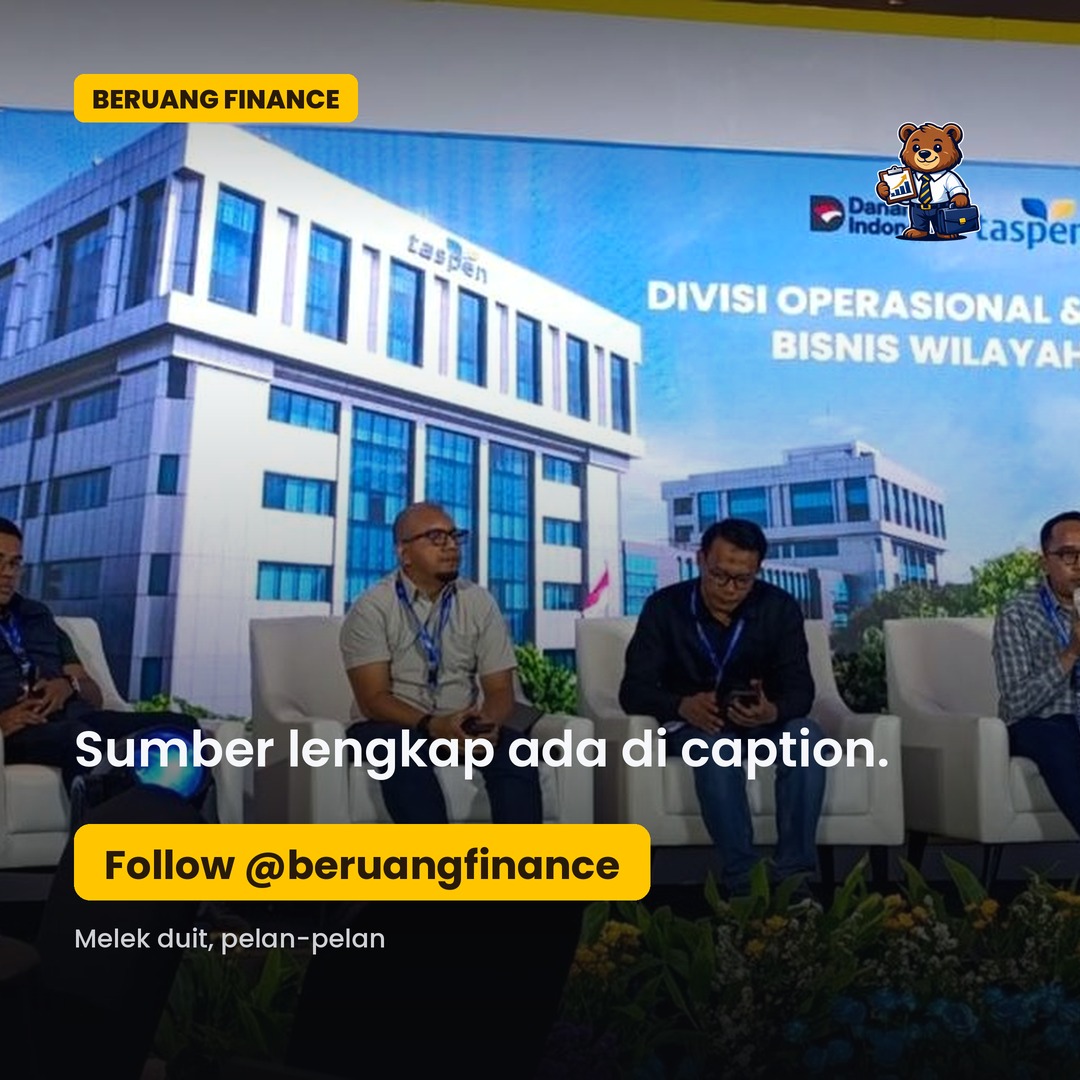 BERUANG FINANCE
taspen
Indon
taspen
DIVISI OPERASIONAL &
BISNIS WILAYAH
Sumber lengkap ada di caption.
Follow @beruangfinance
Melek duit, pelan-pelan